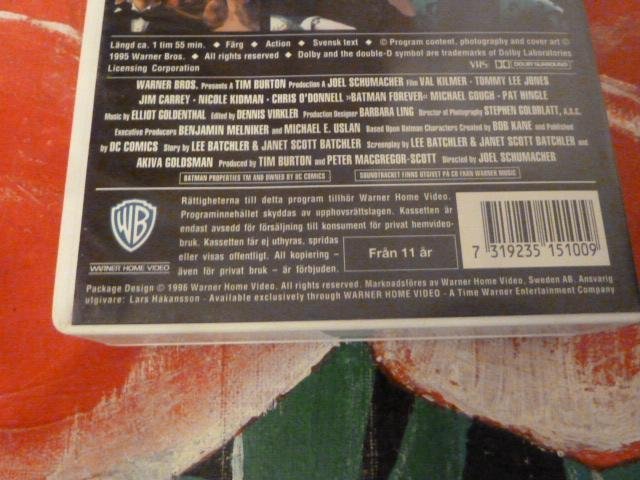 Längd ca. 1 tim 55 min. ◆ Färg ◆ Action ◆ Svensk text ◆ © Program content, photography and cover art ©
1995 Warner Bros. ◆ All rights reserved. ◆ Dolby and the double-D symbol are trademarks of Dolby Laboratories
Licensing Corporation
VHS DOLBY SURROUND
WARNER BROS. Presents A TIM BURTON Production A JOEL SCHUMACHER Film VAL KILMER · TOMMY LEE JONES
JIM CARREY · NICOLE KIDMAN · CHRIS O'DONNELL »BATMAN FOREVER« MICHAEL GOUGH · PAT HINGLE
Music by ELLIOT GOLDENTHAL Edited by DENNIS VIRKLER Production Designer BARBARA LING Director of Photography STEPHEN GOLDBLATT, A.S.C.
Executive Producers BENJAMIN MELNIKER and MICHAEL E. USLAN Based Upon Batman Characters Created by BOB KANE and Published
by DC COMICS Story by LEE BATCHLER & JANET SCOTT BATCHLER Screenplay by LEE BATCHLER & JANET SCOTT BATCHLER and
AKIVA GOLDSMAN Produced by TIM BURTON and PETER MACGREGOR-SCOTT Directed by JOEL SCHUMACHER
BATMAN PROPERTIES TM AND OWNED BY DC COMICS
SOUNDTRACKET FINNS UTGIVET PÅ CD FRÅN WARNER MUSIC
WB
WARNER HOME VIDEO
Rättigheterna till detta program tillhör Warner Home Video.
Programinnehållet skyddas av upphovsrättslagen. Kassetten är
endast avsedd för försäljning till konsument för privat hemvideo-
bruk. Kassetten får ej uthyras, spridas
eller visas offentligt. All kopiering –
även för privat bruk – är förbjuden.
Från 11 år
7 319235 151009
Package Design © 1996 Warner Home Video. All rights reserved. Marknadsföres av Warner Home Video, Sweden AB. Ansvarig
utgivare: Lars Håkansson - Available exclusively through WARNER HOME VIDEO - A Time Warner Entertainment Company